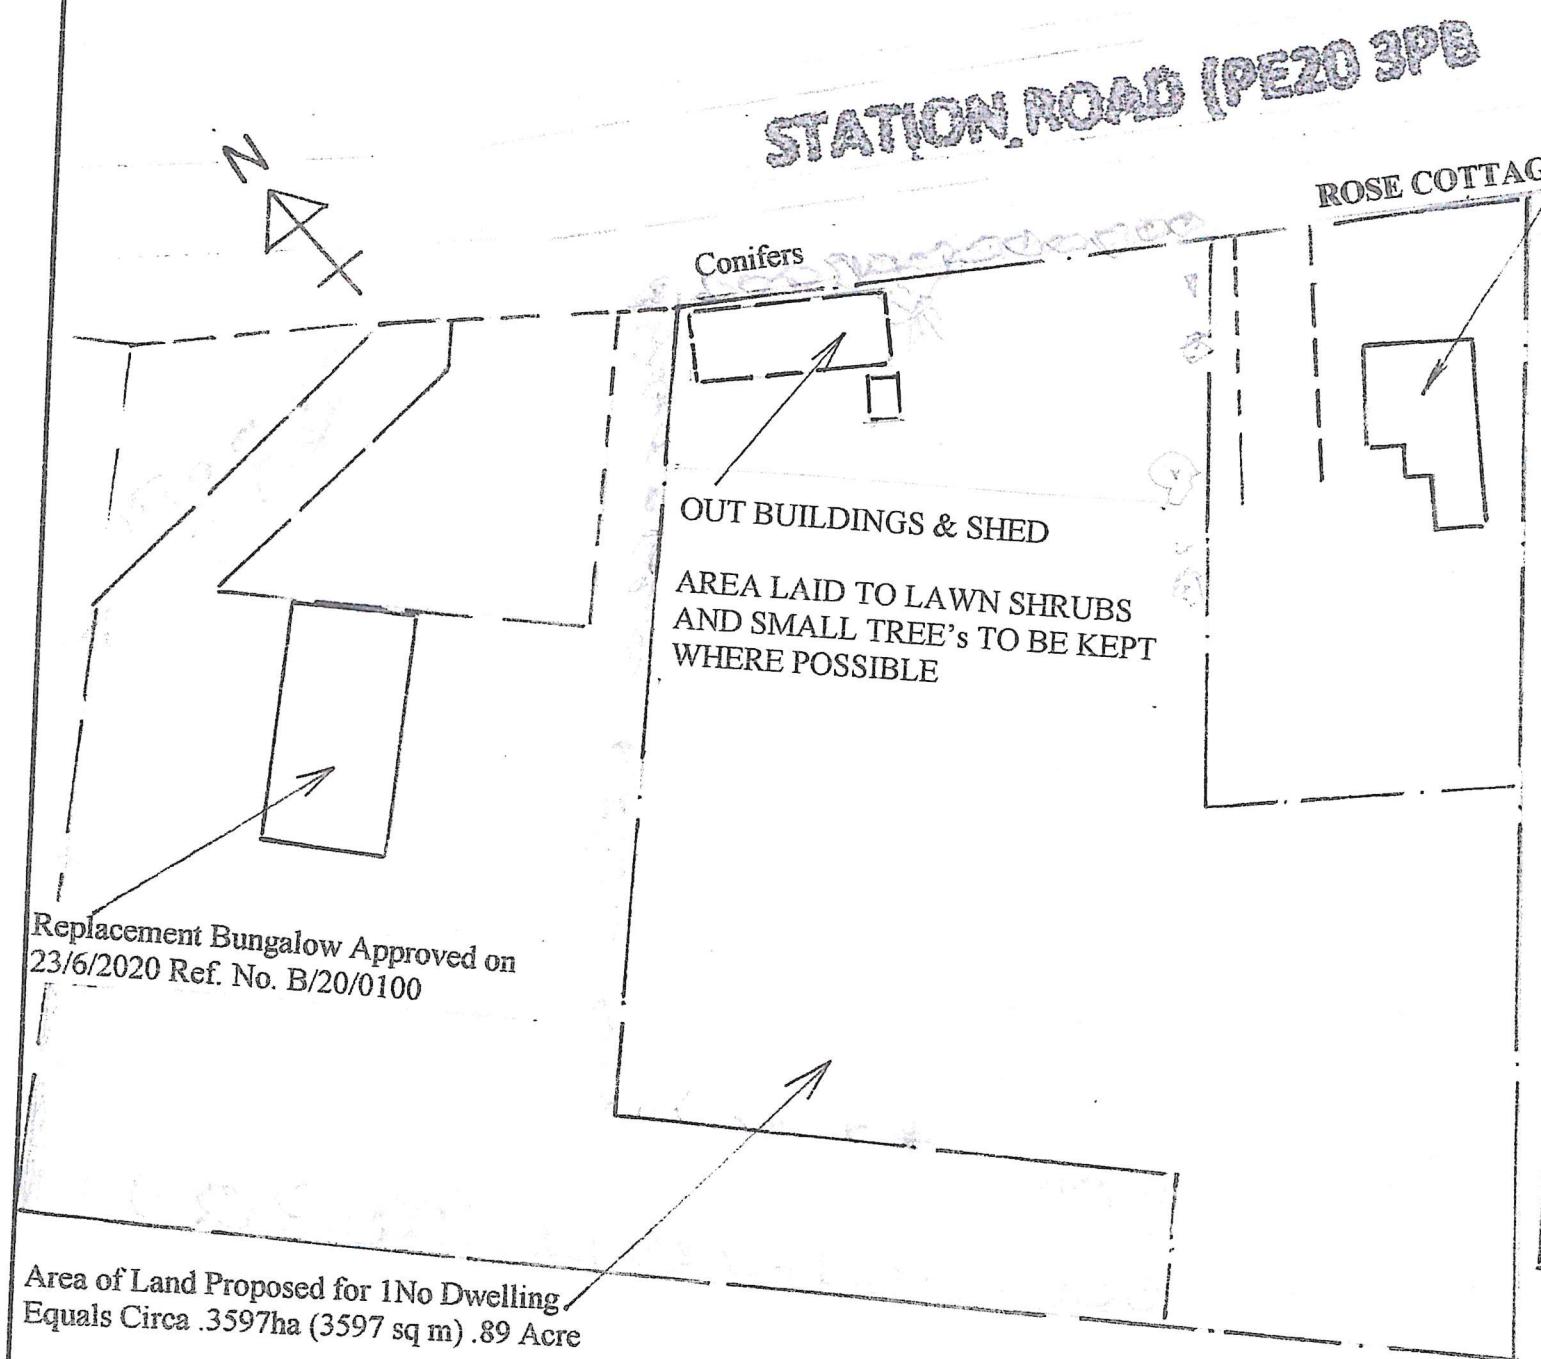 STATION ROAD (PE20 3PB
N
ROSE COTTAG
Conifers
OUT BUILDINGS & SHED
AREA LAID TO LAWN SHRUBS
AND SMALL TREE's TO BE KEPT
WHERE POSSIBLE
Replacement Bungalow Approved on
23/6/2020 Ref. No. B/20/0100
Area of Land Proposed for 1No Dwelling
Equals Circa .3597ha (3597 sq m) .89 Acre